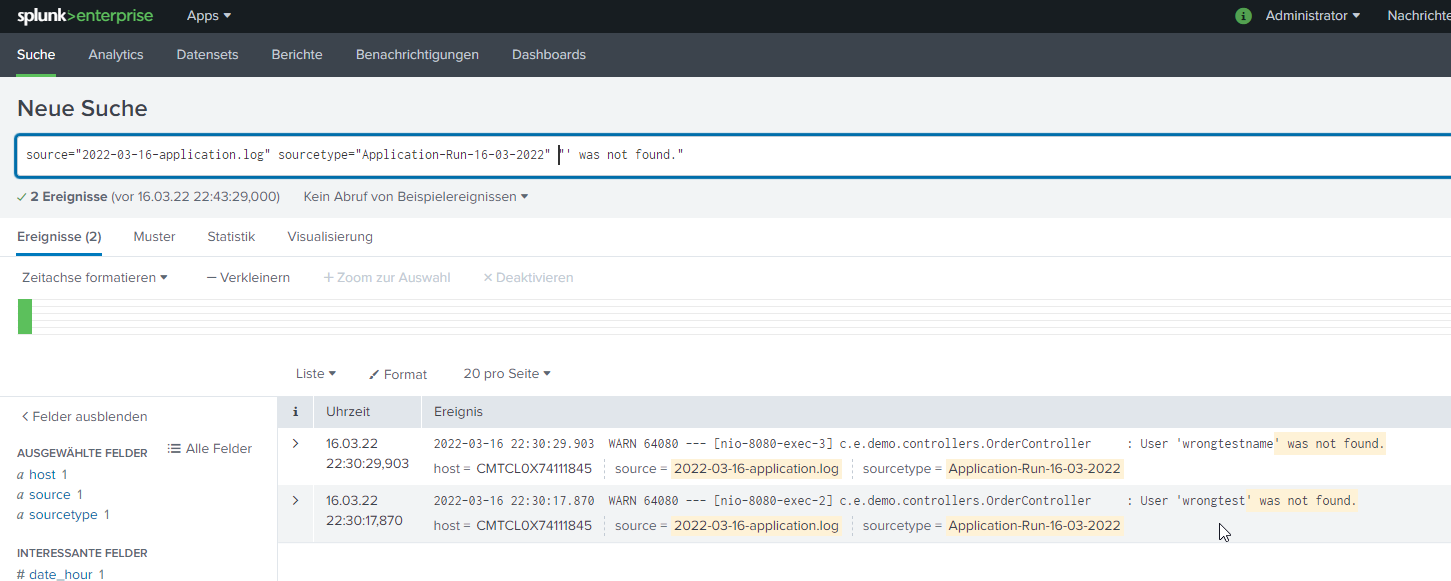 splunk>enterprise Apps Administrator Nachrichte
Suche Analytics Datensets Berichte Benachrichtigungen Dashboards
Neue Suche
source="2022-03-16-application.log" sourcetype="Application-Run-16-03-2022" "' was not found."
2 Ereignisse (vor 16.03.22 22:43:29,000) Kein Abruf von Beispielereignissen
Ereignisse (2) Muster Statistik Visualisierung
Zeitachse formatieren — Verkleinern + Zoom zur Auswahl × Deaktivieren
Liste Format 20 pro Seite
< Felder ausblenden
Alle Felder
AUSGEWÄHLTE FELDER
a host 1
a source 1
a sourcetype 1
INTERESSANTE FELDER
# date_hour 1
i Uhrzeit Ereignis
> 16.03.22 2022-03-16 22:30:29.903 WARN 64080 --- [nio-8080-exec-3] c.e.demo.controllers.OrderController : User 'wrongtestname' was not found.
22:30:29,903 host = CMTCL0X74111845 source = 2022-03-16-application.log sourcetype = Application-Run-16-03-2022
> 16.03.22 2022-03-16 22:30:17.870 WARN 64080 --- [nio-8080-exec-2] c.e.demo.controllers.OrderController : User 'wrongtest' was not found.
22:30:17,870 host = CMTCL0X74111845 source = 2022-03-16-application.log sourcetype = Application-Run-16-03-2022